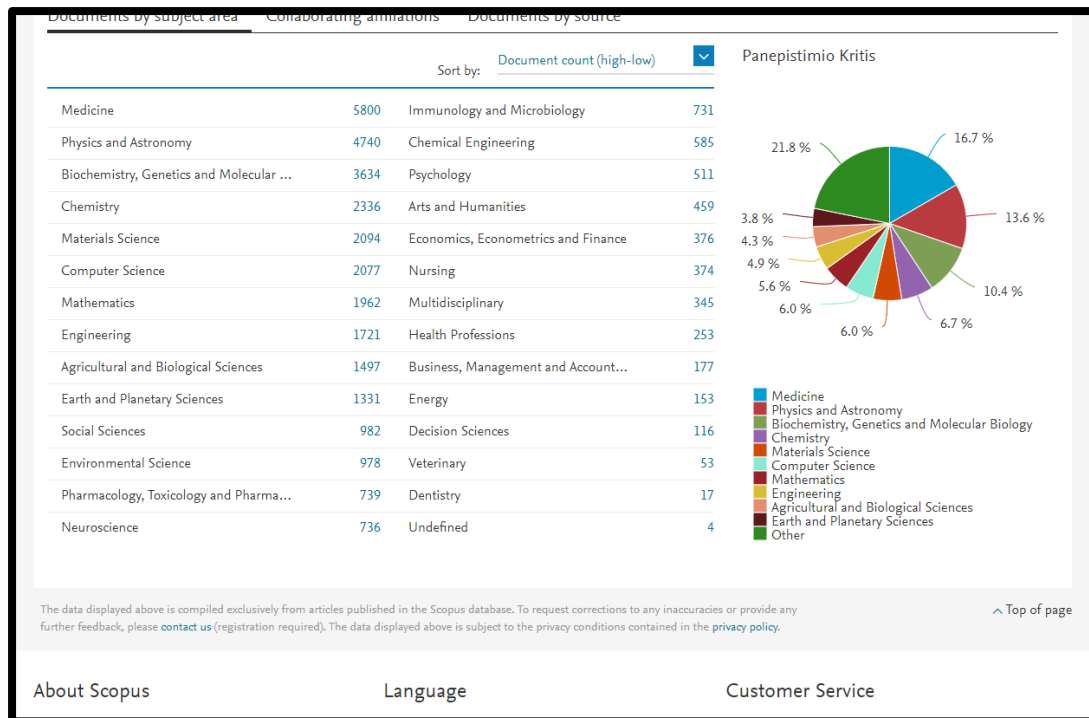 Documents by subject area Collaborating affiliations Documents by source
Sort by: Document count (high-low)
Panepistimio Kritis
Medicine 5800 Immunology and Microbiology 731
Physics and Astronomy 4740 Chemical Engineering 585
Biochemistry, Genetics and Molecular ... 3634 Psychology 511
Chemistry 2336 Arts and Humanities 459
Materials Science 2094 Economics, Econometrics and Finance 376
Computer Science 2077 Nursing 374
Mathematics 1962 Multidisciplinary 345
Engineering 1721 Health Professions 253
Agricultural and Biological Sciences 1497 Business, Management and Account... 177
Earth and Planetary Sciences 1331 Energy 153
Social Sciences 982 Decision Sciences 116
Environmental Science 978 Veterinary 53
Pharmacology, Toxicology and Pharma... 739 Dentistry 17
Neuroscience 736 Undefined 4
16.7 %
13.6 %
10.4 %
6.7 %
6.0 %
6.0 %
5.6 %
4.9 %
4.3 %
3.8 %
21.8 %
Medicine
Physics and Astronomy
Biochemistry, Genetics and Molecular Biology
Chemistry
Materials Science
Computer Science
Mathematics
Engineering
Agricultural and Biological Sciences
Earth and Planetary Sciences
Other
The data displayed above is compiled exclusively from articles published in the Scopus database. To request corrections to any inaccuracies or provide any
further feedback, please contact us (registration required). The data displayed above is subject to the privacy conditions contained in the privacy policy.
Top of page
About Scopus Language Customer Service